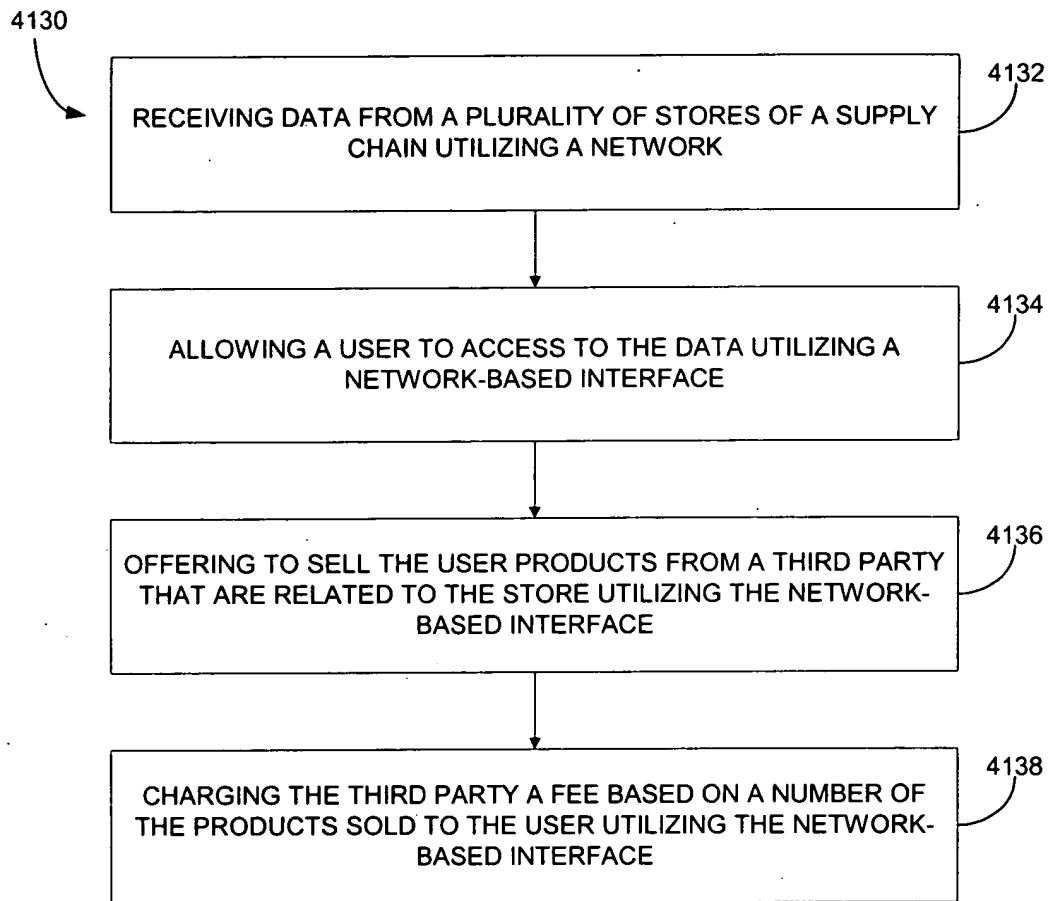 4130
4132
RECEIVING DATA FROM A PLURALITY OF STORES OF A SUPPLY
CHAIN UTILIZING A NETWORK
4134
ALLOWING A USER TO ACCESS TO THE DATA UTILIZING A
NETWORK-BASED INTERFACE
4136
OFFERING TO SELL THE USER PRODUCTS FROM A THIRD PARTY
THAT ARE RELATED TO THE STORE UTILIZING THE NETWORK-
BASED INTERFACE
4138
CHARGING THE THIRD PARTY A FEE BASED ON A NUMBER OF
THE PRODUCTS SOLD TO THE USER UTILIZING THE NETWORK-
BASED INTERFACE